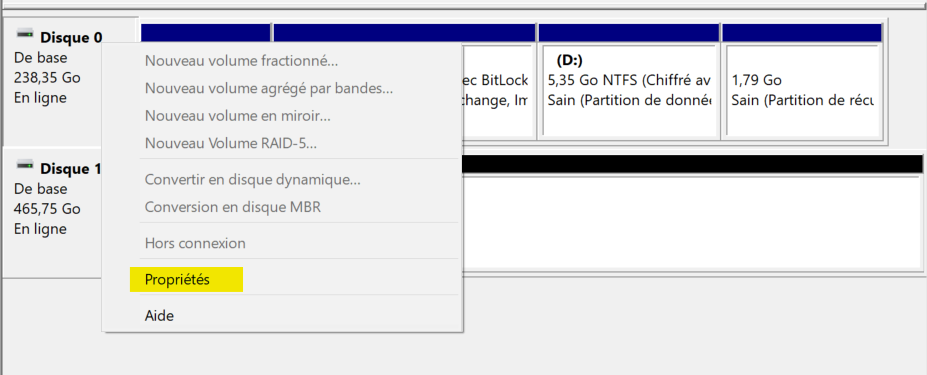 Disque 0
De base
238,35 Go
En ligne
Nouveau volume fractionné...
Nouveau volume agrégé par bandes...
Nouveau volume en miroir...
Nouveau Volume RAID-5...
Convertir en disque dynamique...
Conversion en disque MBR
Hors connexion
Propriétés
Aide
ec BitLock
change, Im
(D:)
5,35 Go NTFS (Chiffré av
Sain (Partition de donné
1,79 Go
Sain (Partition de récu
Disque 1
De base
465,75 Go
En ligne